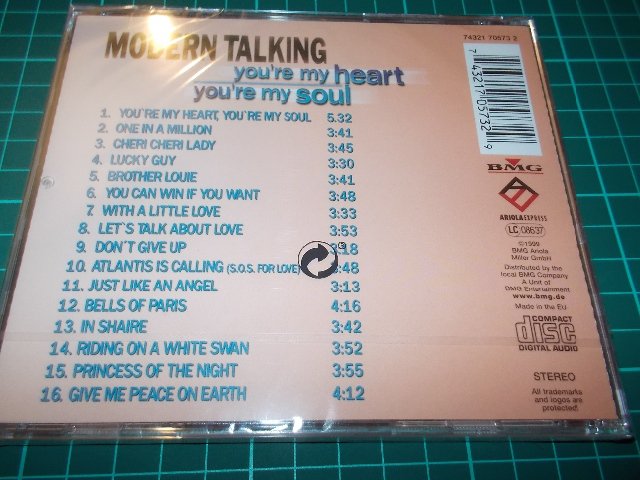 MODERN TALKING
you're my heart
you're my soul
1. YOU'RE MY HEART, YOU'RE MY SOUL 5.32
2. ONE IN A MILLION 3:41
3. CHERI CHERI LADY 3:45
4. LUCKY GUY 3:30
5. BROTHER LOUIE 3:41
6. YOU CAN WIN IF YOU WANT 3:48
7. WITH A LITTLE LOVE 3:33
8. LET'S TALK ABOUT LOVE 3:53
9. DON'T GIVE UP :18
10. ATLANTIS IS CALLING (S.O.S. FOR LOVE) :48
11. JUST LIKE AN ANGEL 3:13
12. BELLS OF PARIS 4:16
13. IN SHAIRE 3:42
14. RIDING ON A WHITE SWAN 3:52
15. PRINCESS OF THE NIGHT 3:55
16. GIVE ME PEACE ON EARTH 4:12
74321 70573 2
7 43217 05732 9
BMG
ARIOLA EXPRESS
LC 08637
©1999
BMG Ariola
Miller GmbH
Distributed by the
local BMG Company
A Unit of
BMG Entertainment
www.bmg.de
Made in the EU
COMPACT
disc
DIGITAL AUDIO
STEREO
All trademarks
and logos are
protected!